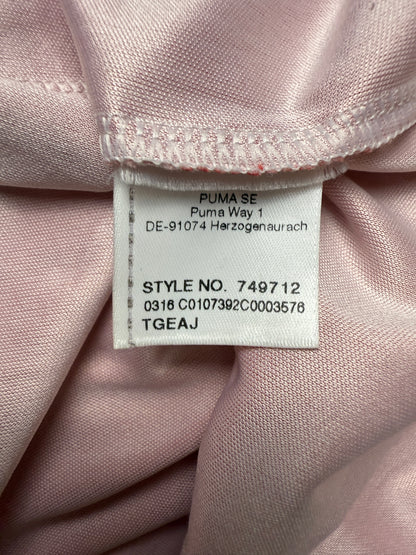 PUMA SE
Puma Way 1
DE-91074 Herzogenaurach
STYLE NO. 749712
0316 C0107392C0003576
TGEAJ